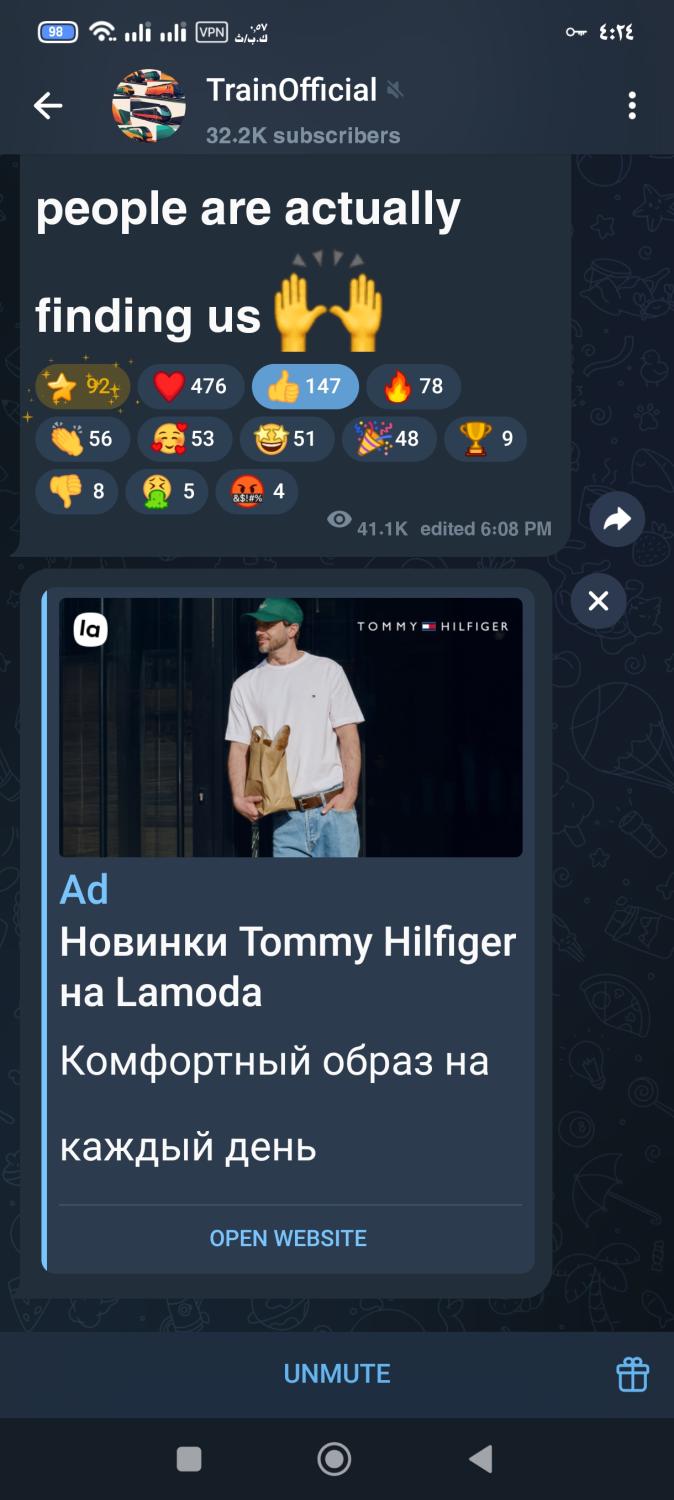 98 VPN ٠٫٥٧ ك.ب/ث ٤:٢٤
TrainOfficial
32.2K subscribers
people are actually
finding us 🙌
⭐ 92 ❤️ 476 👍 147 🔥 78
👏 56 🥰 53 🤩 51 🎉 48 🏆 9
👎 8 🤮 5 🤬 4
41.1K edited 6:08 PM
la TOMMY HILFIGER
Ad
Новинки Tommy Hilfiger
на Lamoda
Комфортный образ на
каждый день
OPEN WEBSITE
UNMUTE